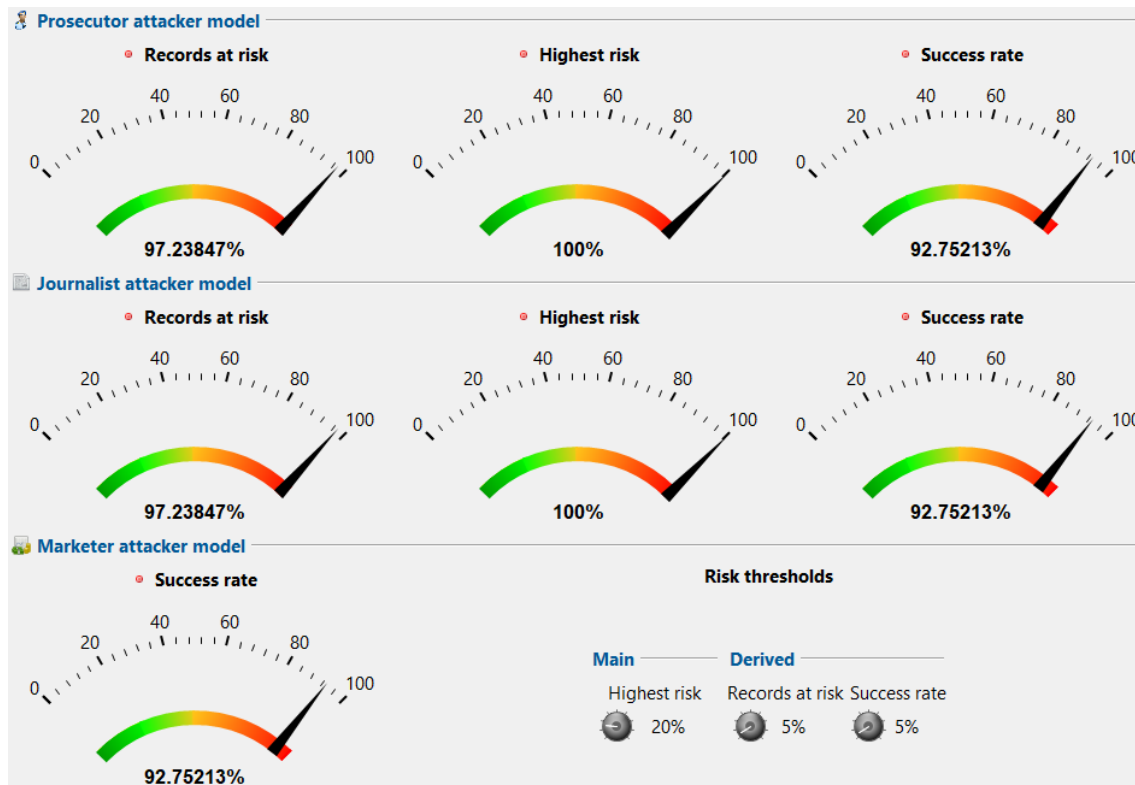 Prosecutor attacker model
Records at risk Highest risk Success rate
0 20 40 60 80 100 0 20 40 60 80 100 0 20 40 60 80 100
97.23847% 100% 92.75213%
Journalist attacker model
Records at risk Highest risk Success rate
0 20 40 60 80 100 0 20 40 60 80 100 0 20 40 60 80 100
97.23847% 100% 92.75213%
Marketer attacker model
Success rate
0 20 40 60 80 100
92.75213%
Risk thresholds
Main Derived
Highest risk Records at risk Success rate
20% 5% 5%